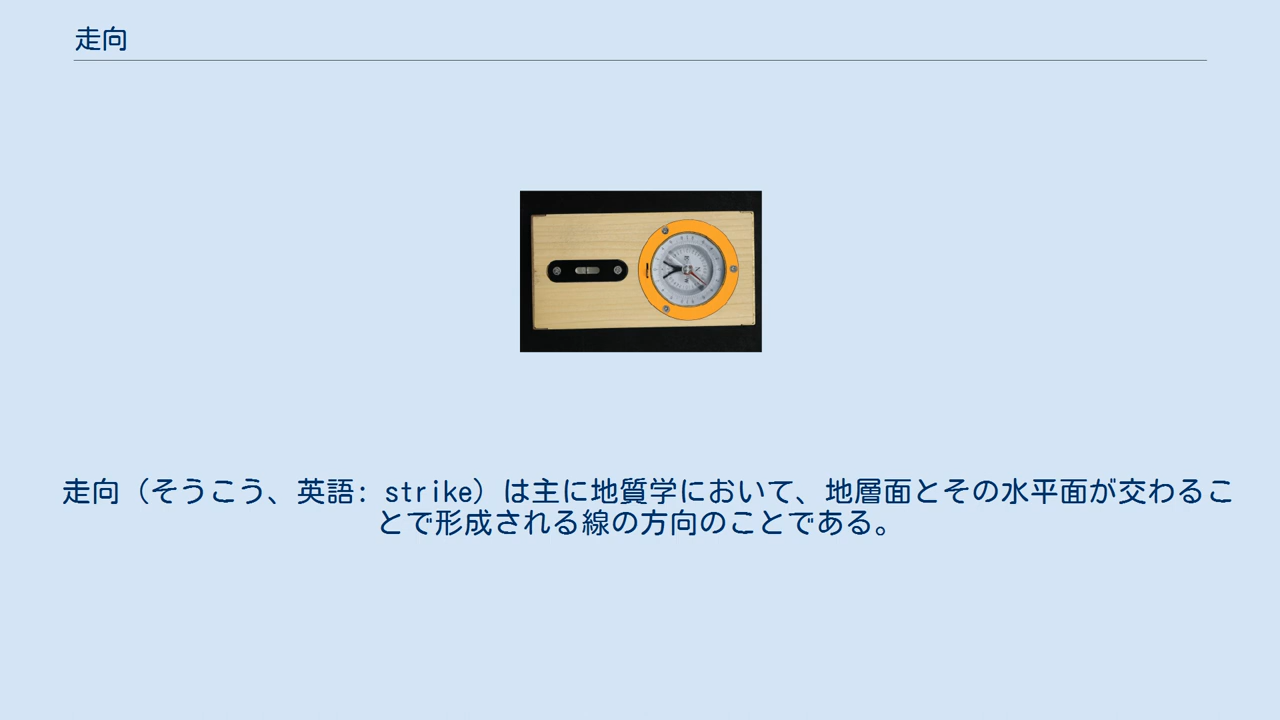 走向
走向（そうこう、英語: strike）は主に地質学において、地層面とその水平面が交わるこ
とで形成される線の方向のことである。